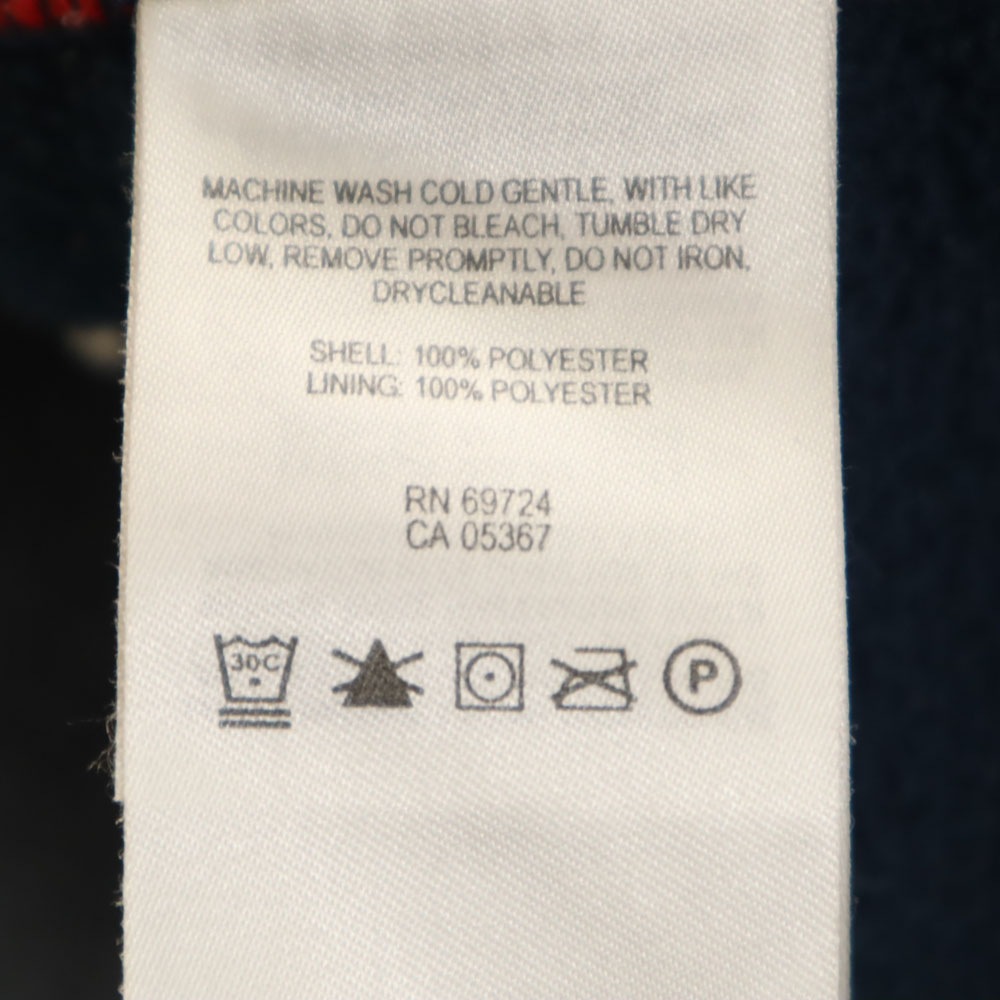 MACHINE WASH COLD GENTLE, WITH LIKE
COLORS, DO NOT BLEACH, TUMBLE DRY
LOW, REMOVE PROMPTLY, DO NOT IRON,
DRYCLEANABLE
SHELL: 100% POLYESTER
LINING: 100% POLYESTER
RN 69724
CA 05367
30C P